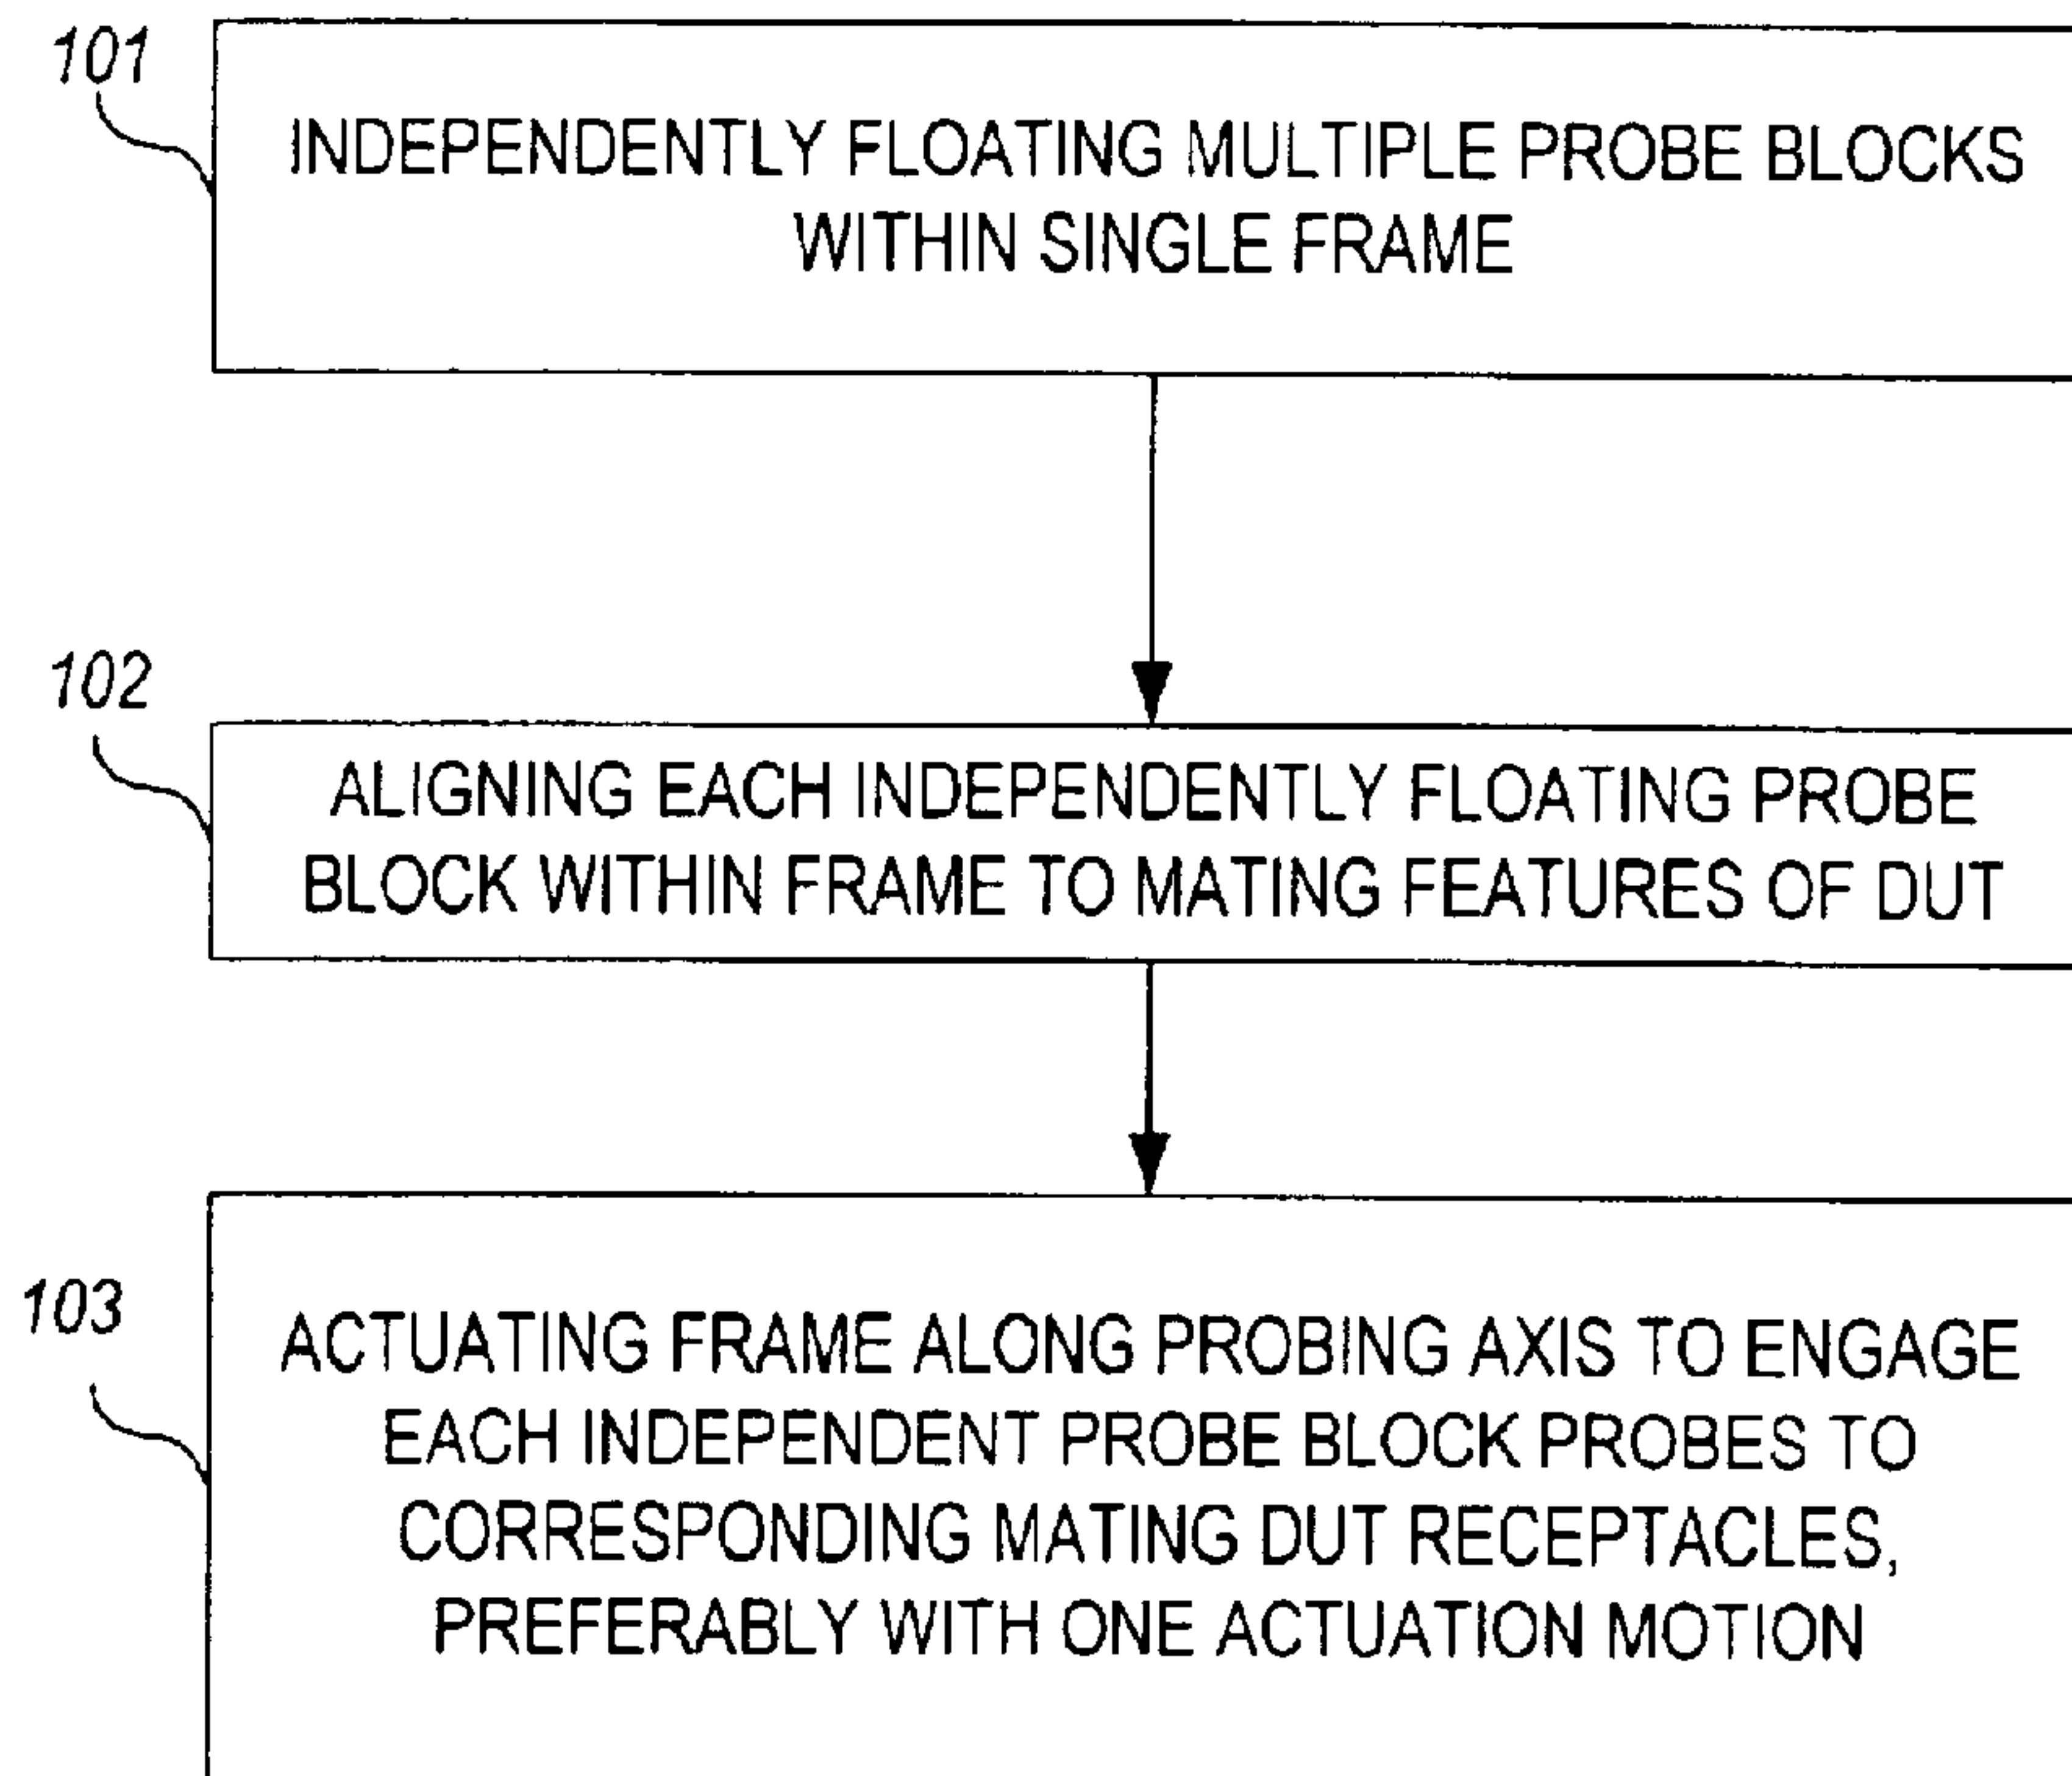 101
INDEPENDENTLY FLOATING MULTIPLE PROBE BLOCKS
WITHIN SINGLE FRAME
102
ALIGNING EACH INDEPENDENTLY FLOATING PROBE
BLOCK WITHIN FRAME TO MATING FEATURES OF DUT
103
ACTUATING FRAME ALONG PROBING AXIS TO ENGAGE
EACH INDEPENDENT PROBE BLOCK PROBES TO
CORRESPONDING MATING DUT RECEPTACLES,
PREFERABLY WITH ONE ACTUATION MOTION